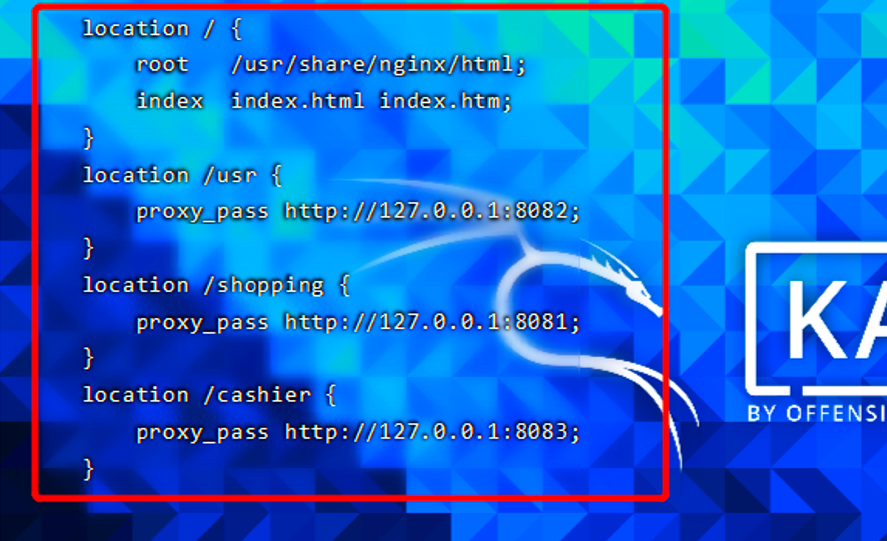 location / {
    root   /usr/share/nginx/html;
    index  index.html index.htm;
}
location /usr {
    proxy_pass http://127.0.0.1:8082;
}
location /shopping {
    proxy_pass http://127.0.0.1:8081;
}
location /cashier {
    proxy_pass http://127.0.0.1:8083;
}
BY